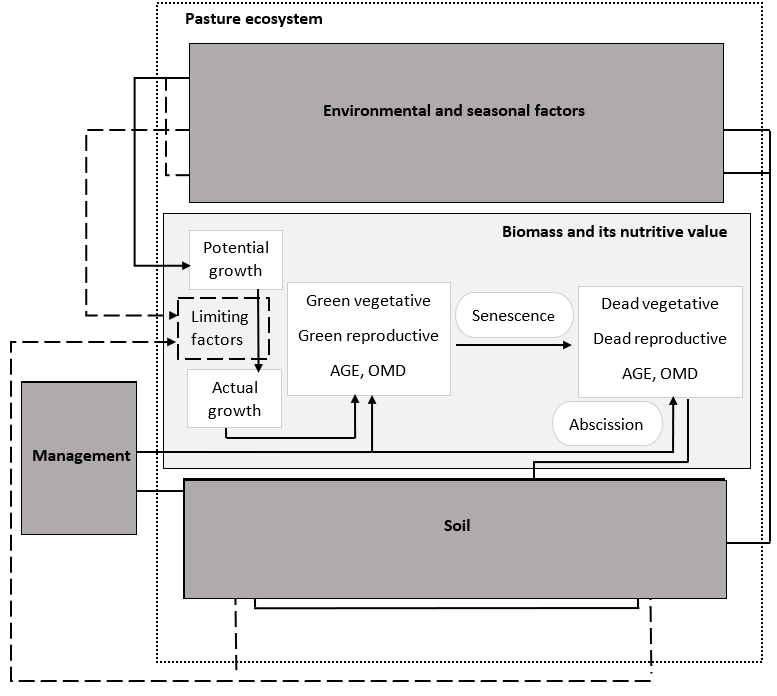 Pasture ecosystem
Environmental and seasonal factors
Biomass and its nutritive value
Potential
growth
Limiting
factors
Actual
growth
Green vegetative
Green reproductive
AGE, OMD
Senescence
Dead vegetative
Dead reproductive
AGE, OMD
Abscission
Management
Soil